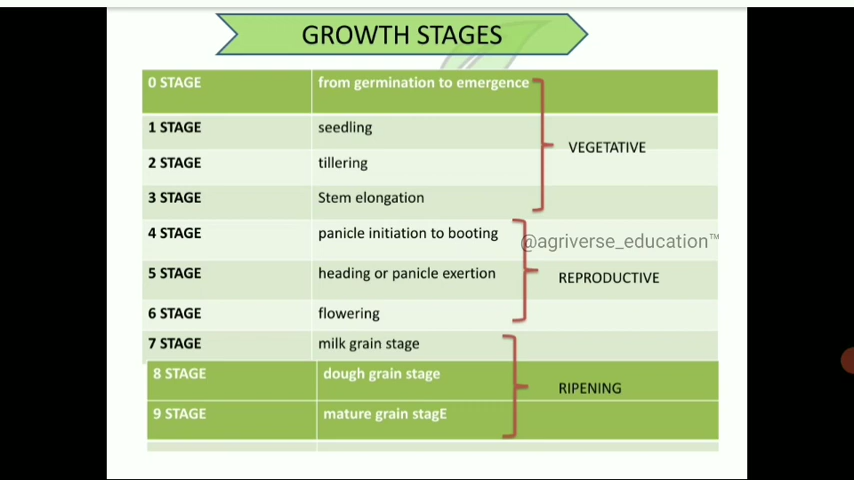 GROWTH STAGES
0 STAGE from germination to emergence
1 STAGE seedling
VEGETATIVE
2 STAGE tillering
3 STAGE Stem elongation
4 STAGE panicle initiation to booting
@agriverse_education™
5 STAGE heading or panicle exertion
REPRODUCTIVE
6 STAGE flowering
7 STAGE milk grain stage
8 STAGE dough grain stage
RIPENING
9 STAGE mature grain stagE